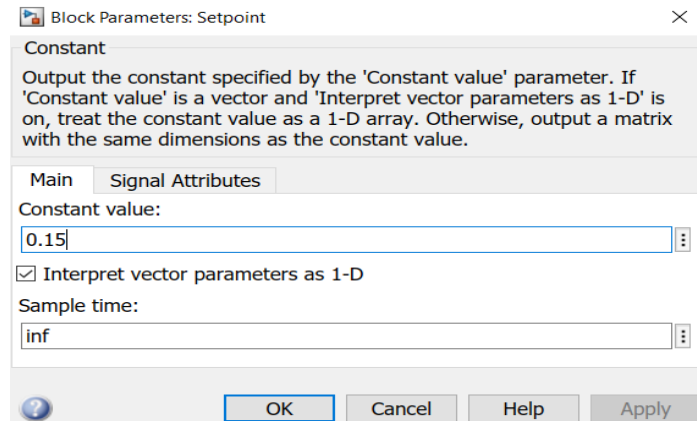 Block Parameters: Setpoint
Constant
Output the constant specified by the 'Constant value' parameter. If
'Constant value' is a vector and 'Interpret vector parameters as 1-D' is
on, treat the constant value as a 1-D array. Otherwise, output a matrix
with the same dimensions as the constant value.
Main Signal Attributes
Constant value:
0.15
Interpret vector parameters as 1-D
Sample time:
inf
OK Cancel Help Apply